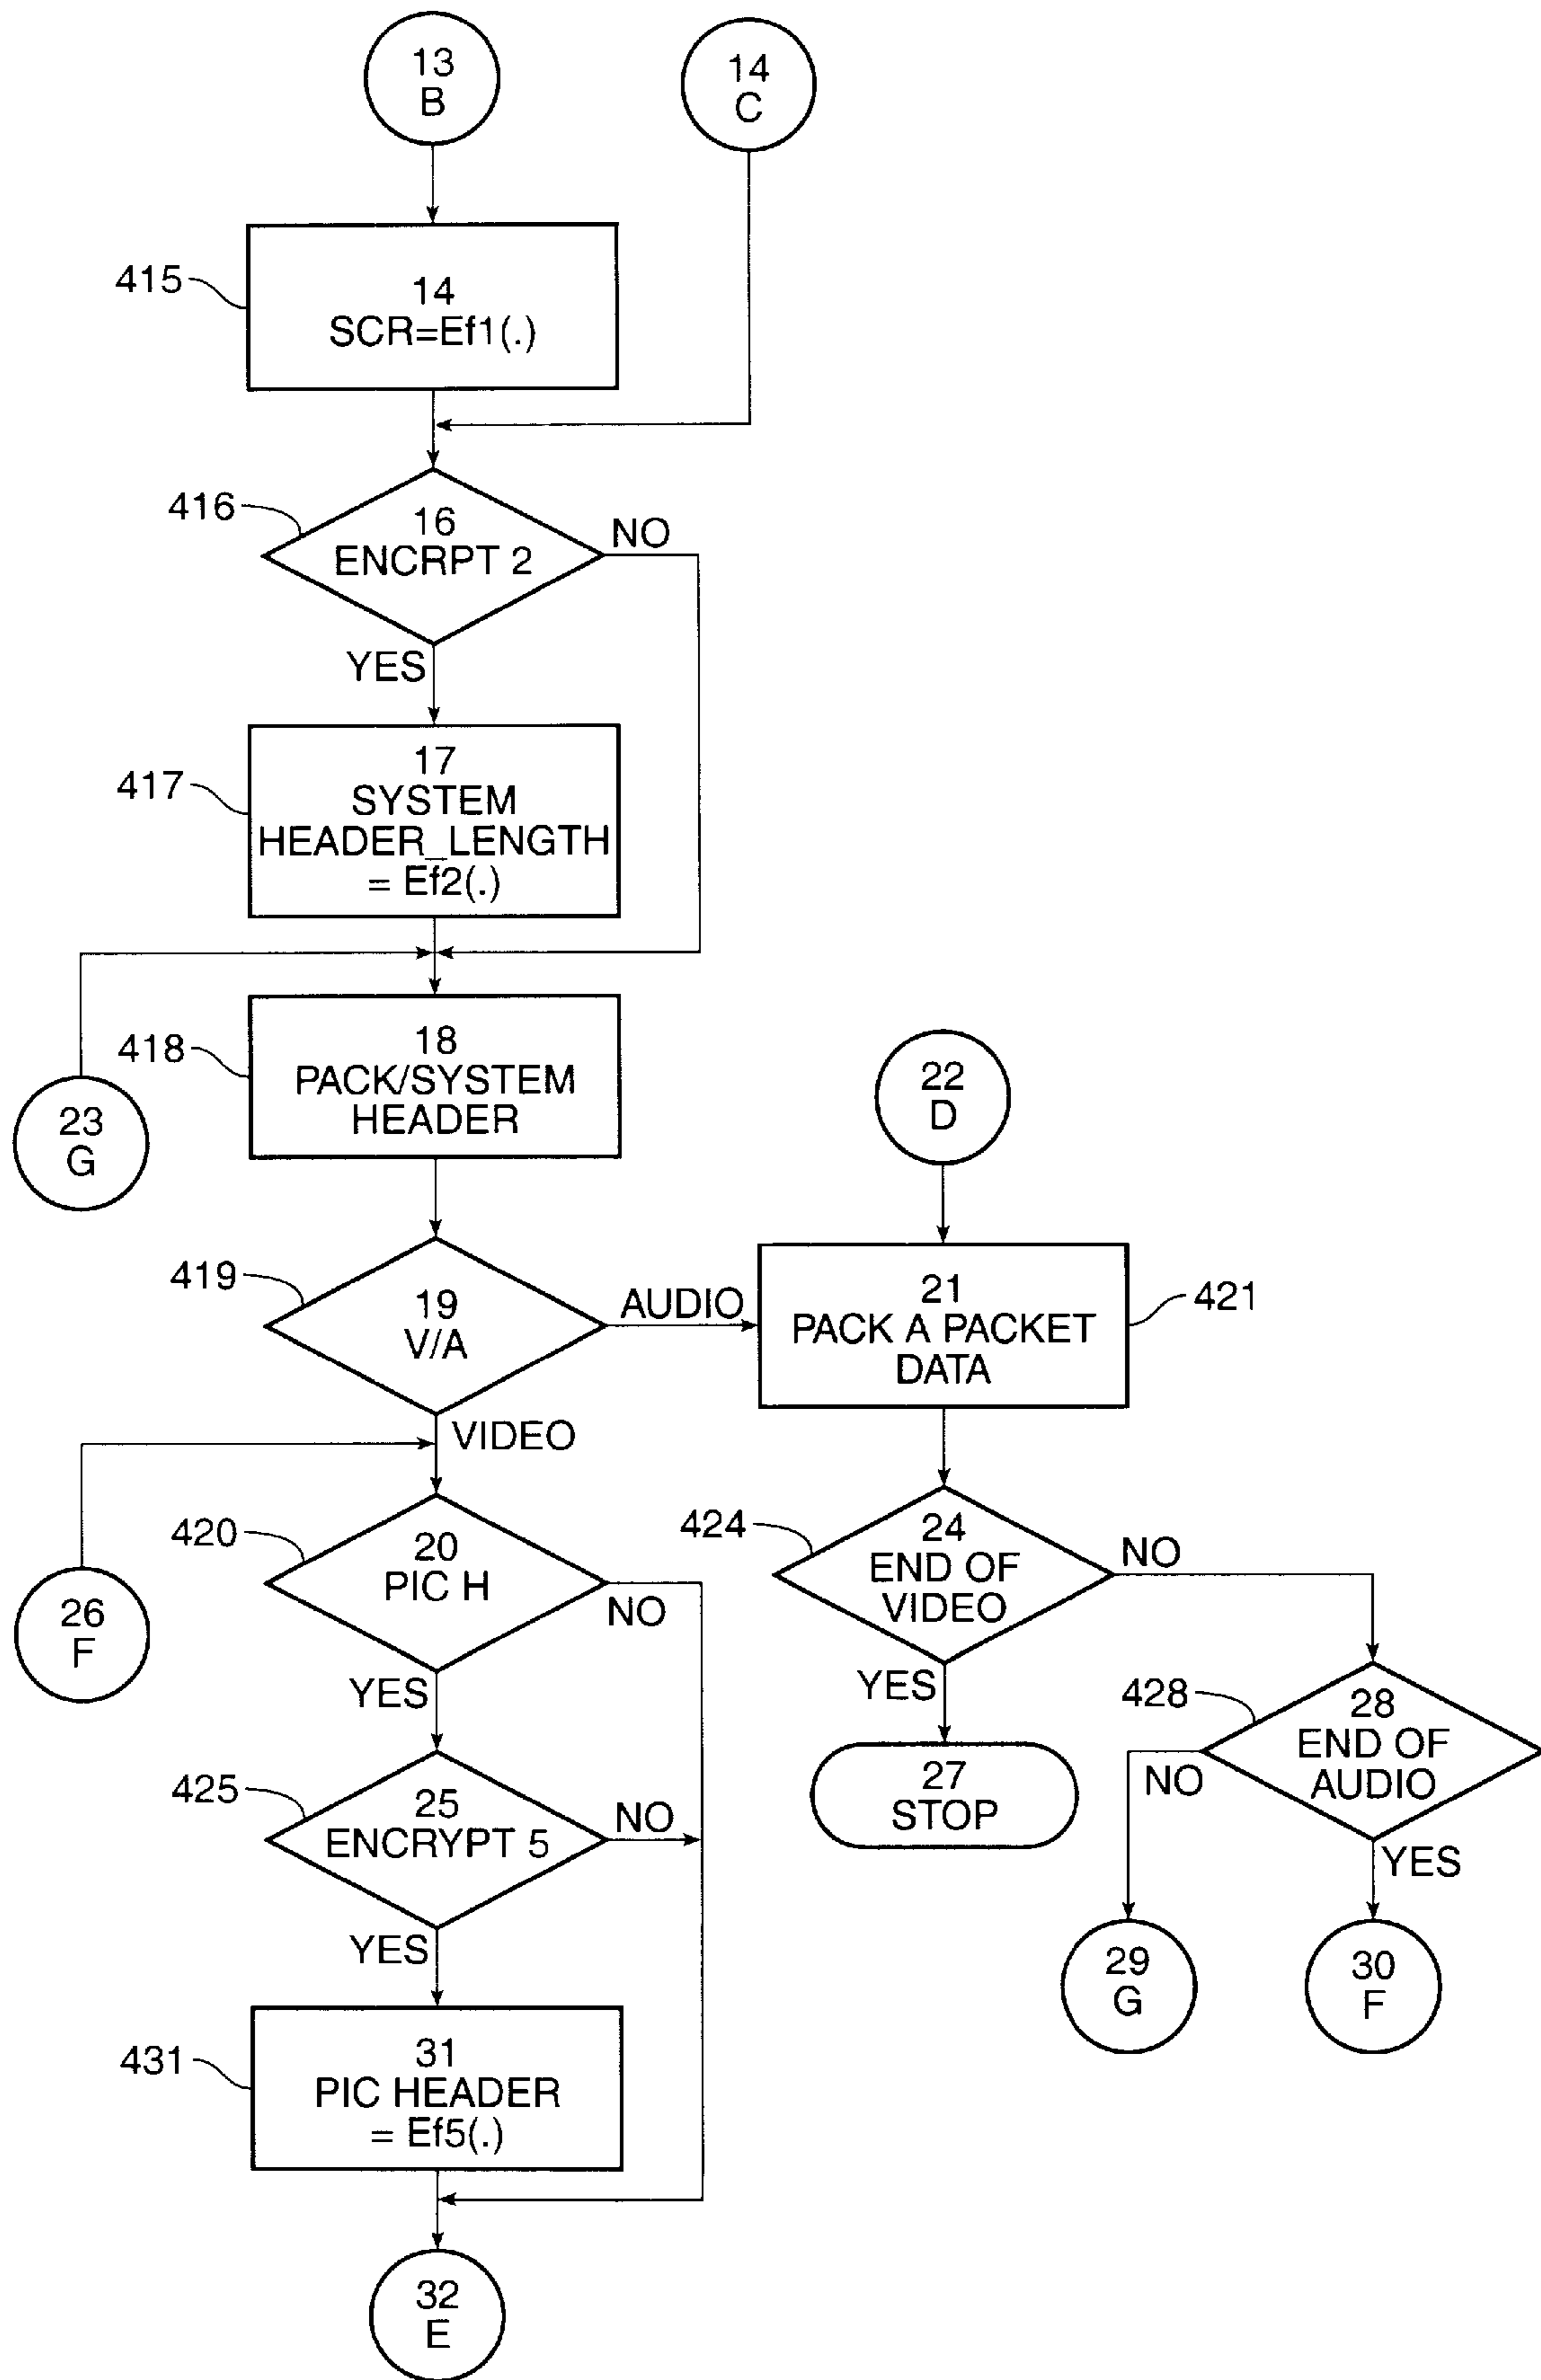 13
B
14
C
415
14
SCR=Ef1(.)
416
16
ENCRPT 2
NO
YES
417
17
SYSTEM
HEADER_LENGTH
= Ef2(.)
418
18
PACK/SYSTEM
HEADER
23
G
22
D
419
19
V/A
AUDIO
21
PACK A PACKET
DATA
421
VIDEO
420
20
PIC H
NO
YES
26
F
424
24
END OF
VIDEO
NO
YES
27
STOP
428
28
END OF
AUDIO
NO
YES
29
G
30
F
425
25
ENCRYPT 5
NO
YES
431
31
PIC HEADER
= Ef5(.)
32
E